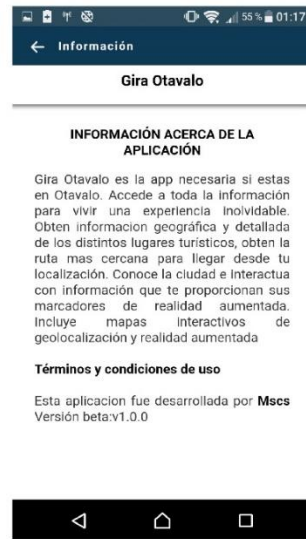 55 % 01:17
Información
Gira Otavalo
INFORMACIÓN ACERCA DE LA
APLICACIÓN
Gira Otavalo es la app necesaria si estas
en Otavalo. Accede a toda la información
para vivir una experiencia inolvidable.
Obten informacion geográfica y detallada
de los distintos lugares turísticos, obten la
ruta mas cercana para llegar desde tu
localización. Conoce la ciudad e interactua
con información que te proporcionan sus
marcadores de realidad aumentada.
Incluye mapas interactivos de
geolocalización y realidad aumentada
Términos y condiciones de uso
Esta aplicacion fue desarrollada por Mscs
Versión beta:v1.0.0